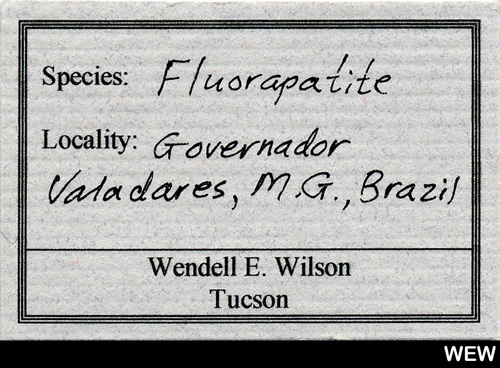 Species: Fluorapatite
Locality: Governador
Valadares, M.G., Brazil
Wendell E. Wilson
Tucson
WEW